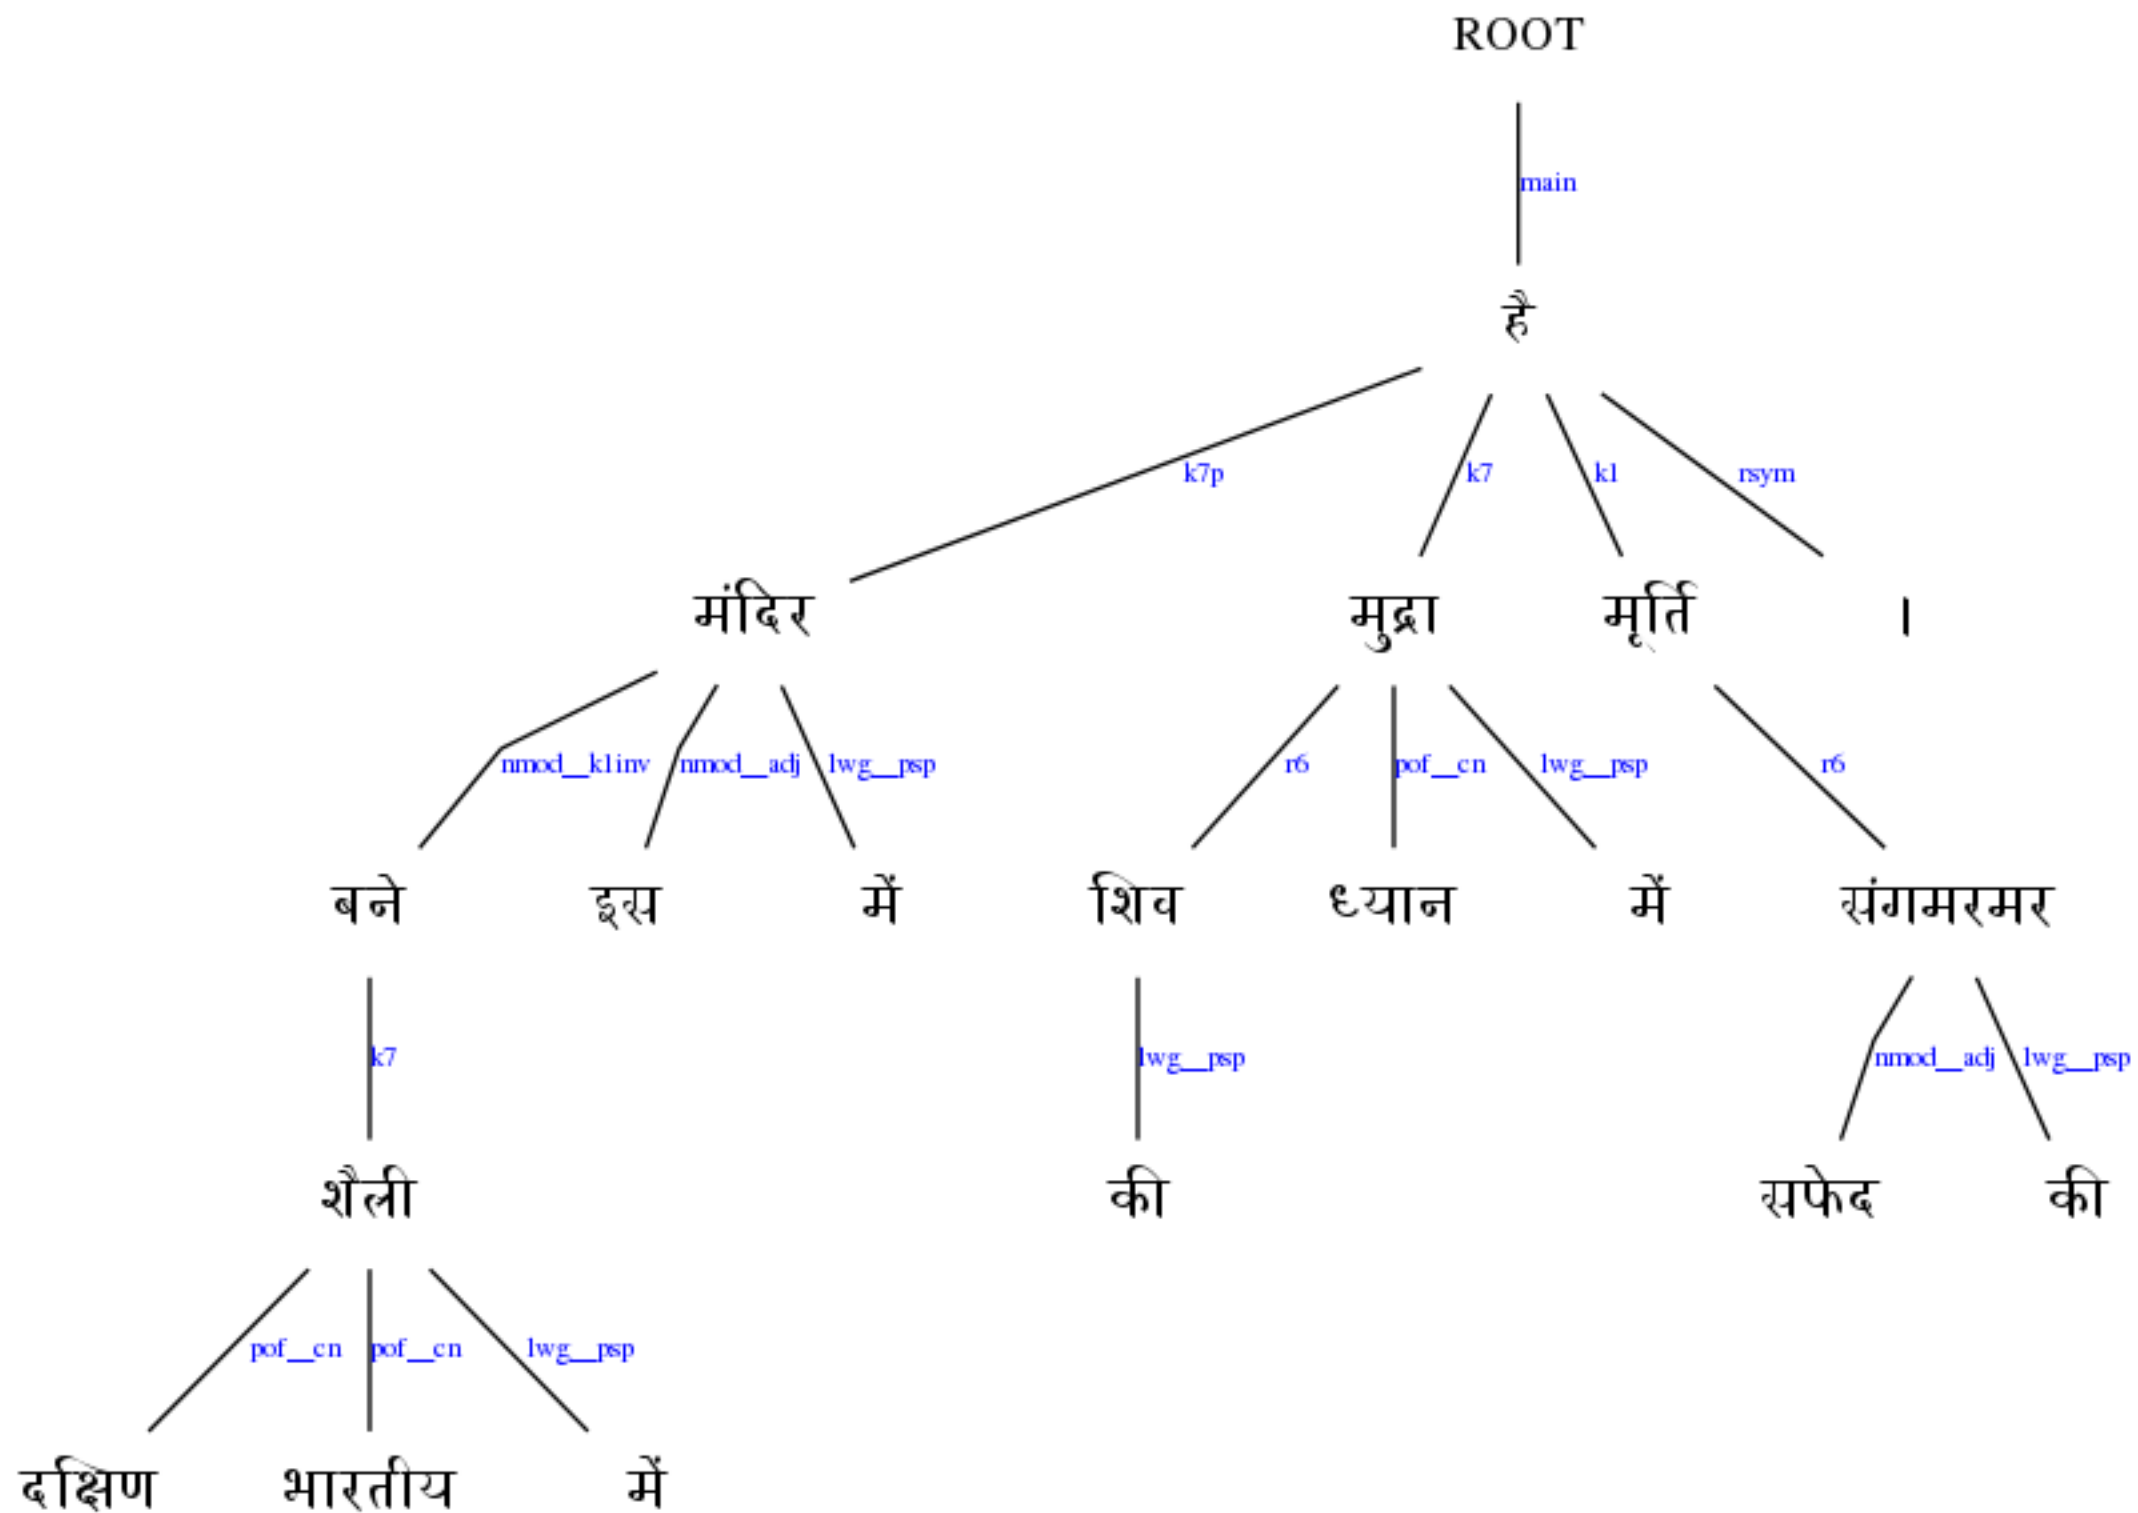 ROOT
main
है
k7p k7 k1 rsym
मंदिर मुद्रा मूर्ति ।
nmod__k1inv nmod__adj lwg__psp r6 pof__cn lwg__psp r6
बने इस में शिव ध्यान में संगमरमर
k7 lwg__psp nmod__adj lwg__psp
शैली की सफेद की
pof__cn pof__cn lwg__psp
दक्षिण भारतीय में